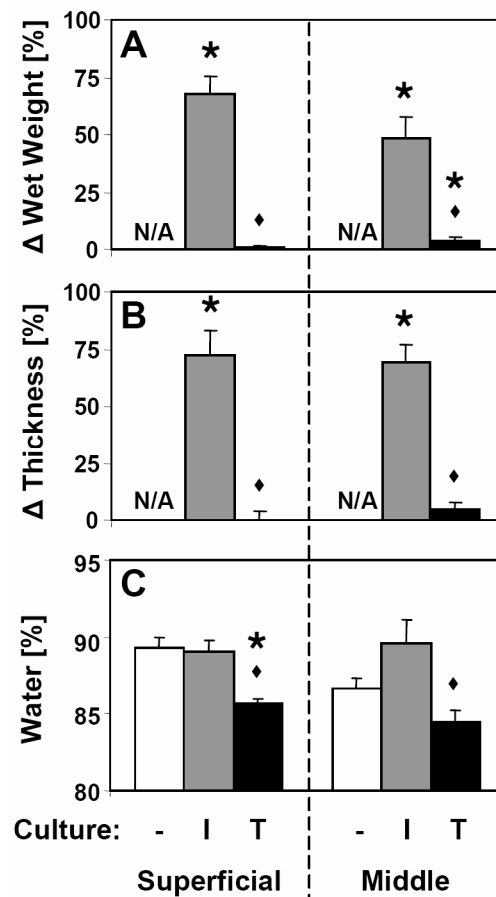 A
Δ Wet Weight [%]
100
75
50
25
0
*
♦
N/A
*
*
♦
N/A
B
Δ Thickness [%]
100
75
50
25
0
*
♦
N/A
*
♦
N/A
C
Water [%]
95
90
85
80
*
♦
♦
Culture: - I T - I T
Superficial Middle